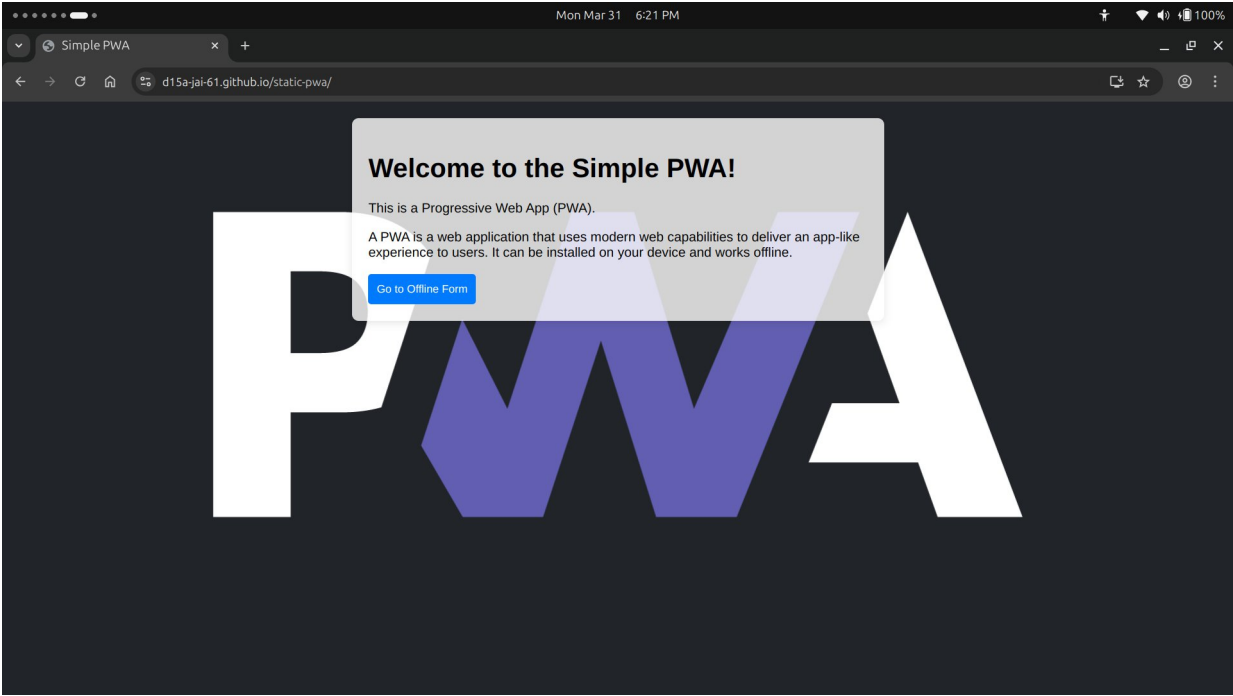 Mon Mar 31 6:21 PM
100%
Simple PWA
d15a-jai-61.github.io/static-pwa/
Welcome to the Simple PWA!
This is a Progressive Web App (PWA).
A PWA is a web application that uses modern web capabilities to deliver an app-like
experience to users. It can be installed on your device and works offline.
Go to Offline Form
PWA